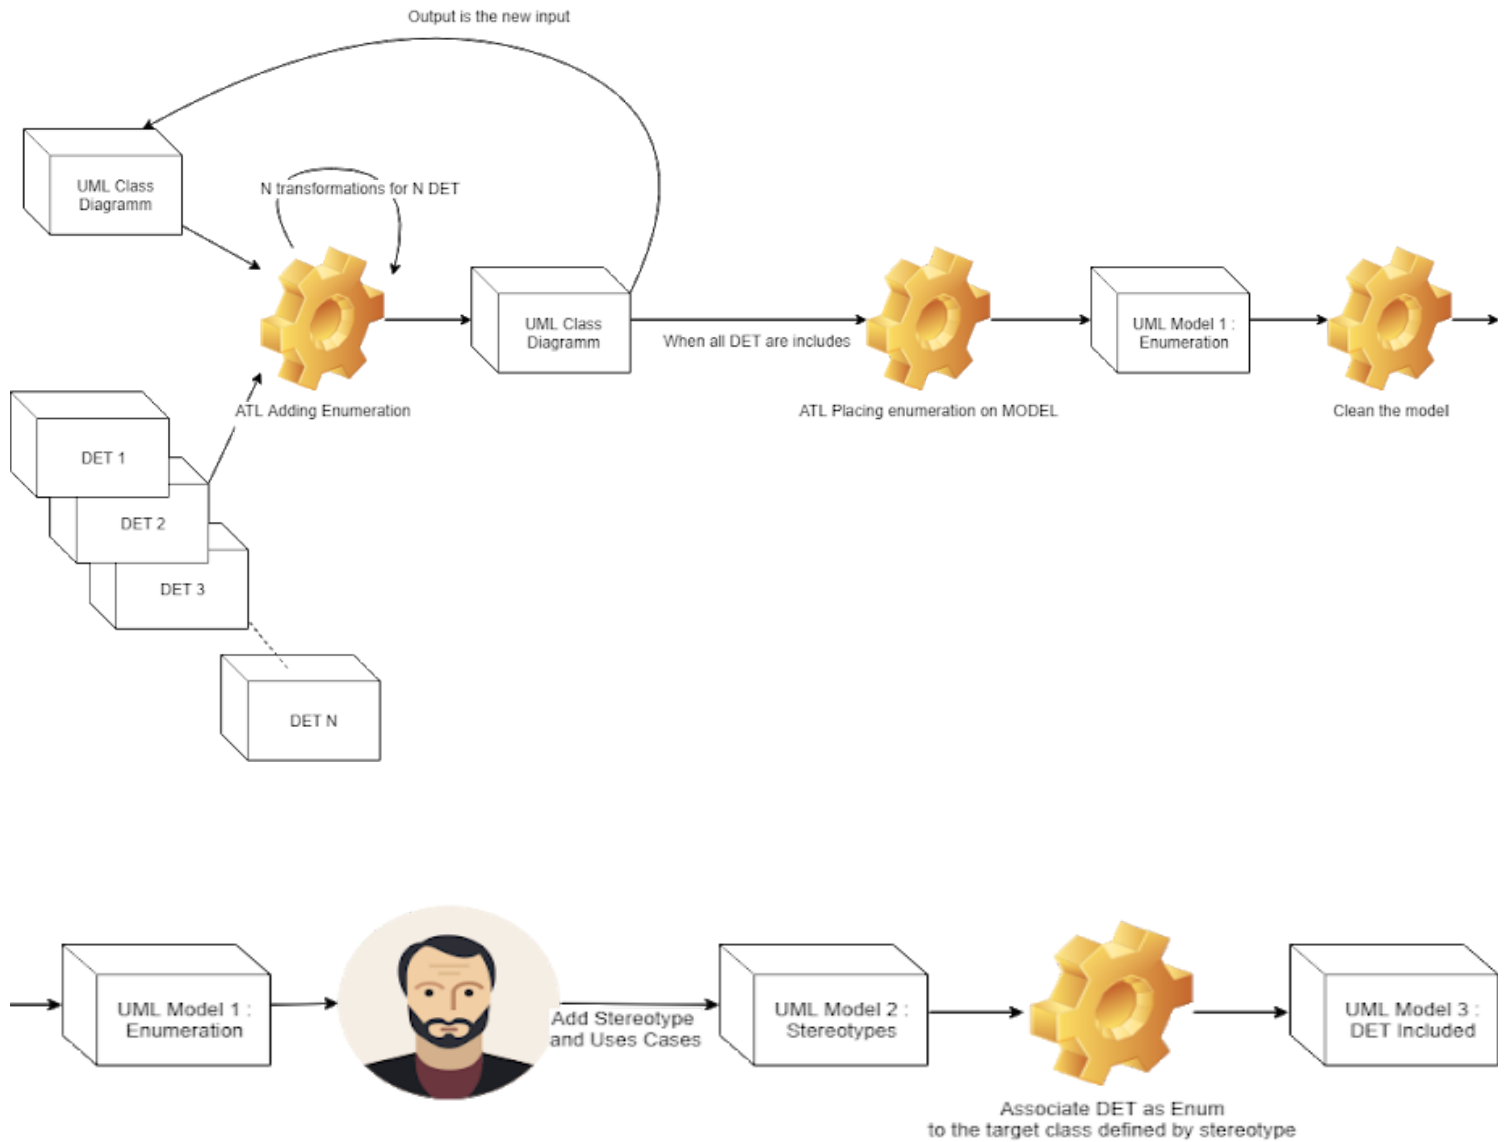 Output is the new input
UML Class
Diagramm
N transformations for N DET
UML Class
Diagramm
When all DET are includes
UML Model 1 :
Enumeration
ATL Adding Enumeration
ATL Placing enumeration on MODEL
Clean the model
DET 1
DET 2
DET 3
DET N
UML Model 1 :
Enumeration
Add Stereotype
and Uses Cases
UML Model 2 :
Stereotypes
UML Model 3 :
DET Included
Associate DET as Enum
to the target class defined by stereotype